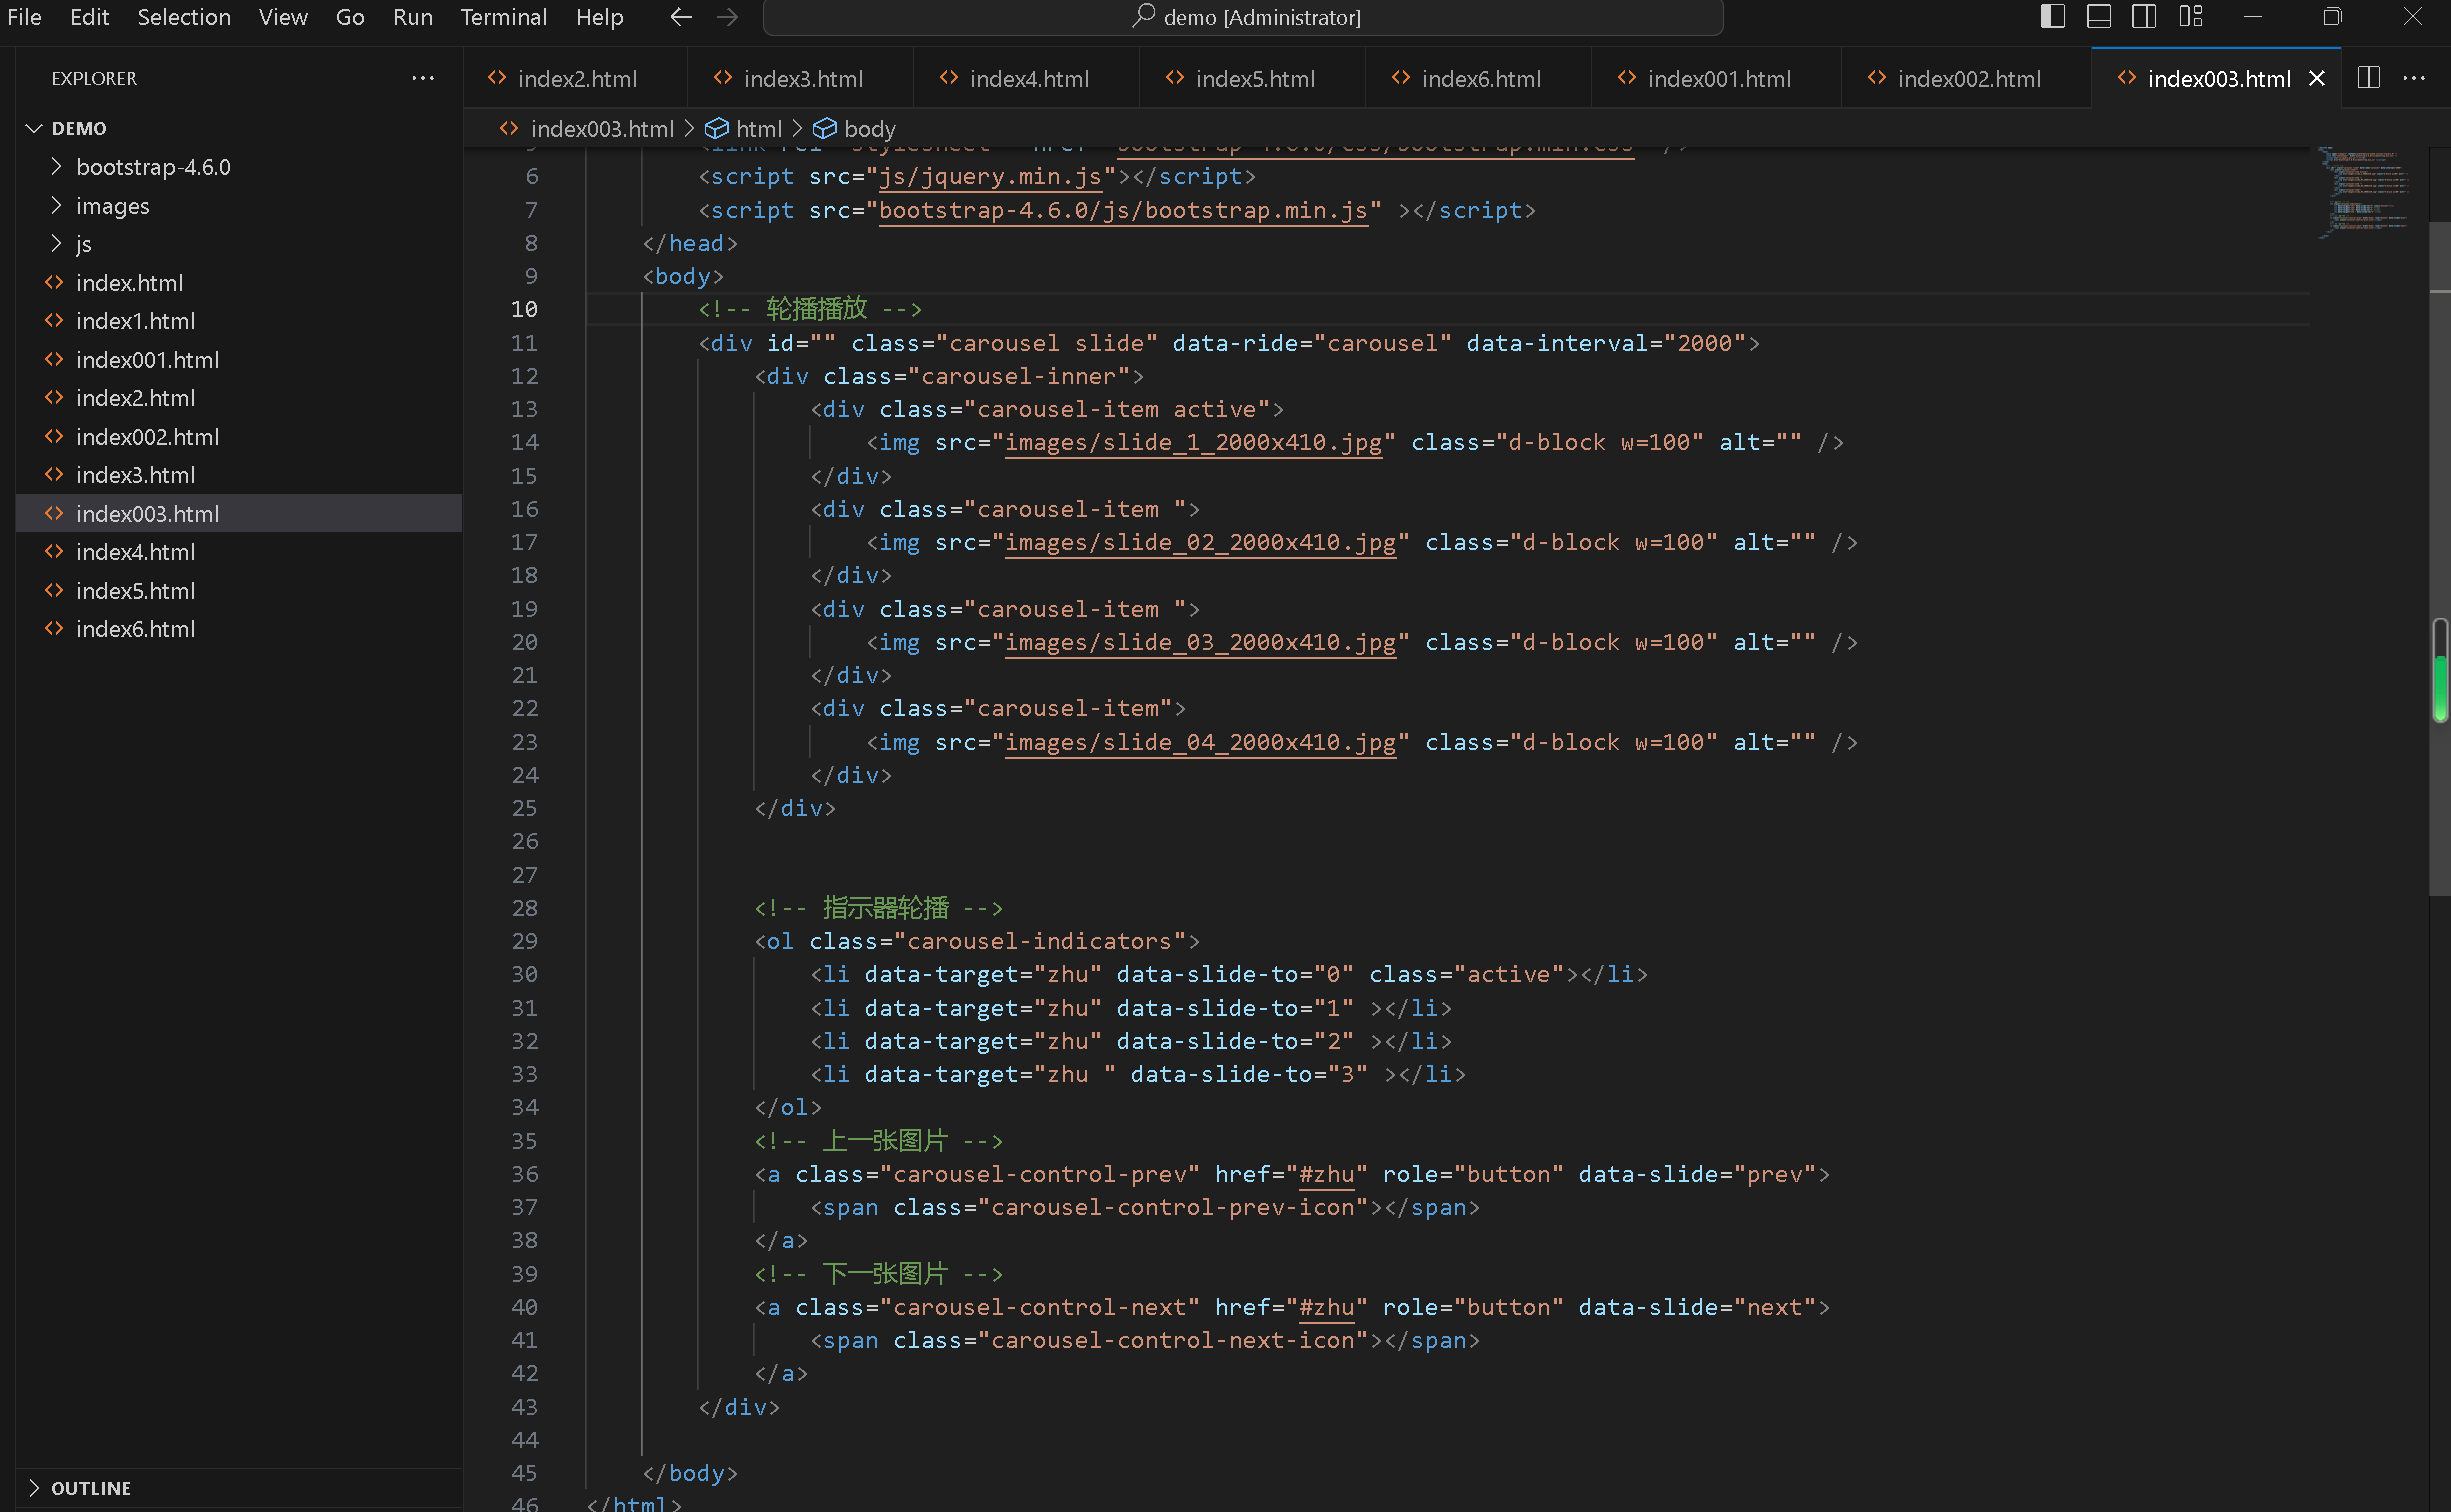 File Edit Selection View Go Run Terminal Help
demo [Administrator]
EXPLORER
DEMO
bootstrap-4.6.0
images
js
index.html
index1.html
index001.html
index2.html
index002.html
index3.html
index003.html
index4.html
index5.html
index6.html
OUTLINE
index2.html index3.html index4.html index5.html index6.html index001.html index002.html index003.html
index003.html > html > body
6 <script src="js/jquery.min.js"></script>
7 <script src="bootstrap-4.6.0/js/bootstrap.min.js" ></script>
8 </head>
9 <body>
10 <!-- 轮播播放 -->
11 <div id="" class="carousel slide" data-ride="carousel" data-interval="2000">
12 <div class="carousel-inner">
13 <div class="carousel-item active">
14 <img src="images/slide_1_2000x410.jpg" class="d-block w=100" alt="" />
15 </div>
16 <div class="carousel-item ">
17 <img src="images/slide_02_2000x410.jpg" class="d-block w=100" alt="" />
18 </div>
19 <div class="carousel-item ">
20 <img src="images/slide_03_2000x410.jpg" class="d-block w=100" alt="" />
21 </div>
22 <div class="carousel-item">
23 <img src="images/slide_04_2000x410.jpg" class="d-block w=100" alt="" />
24 </div>
25 </div>
26
27
28 <!-- 指示器轮播 -->
29 <ol class="carousel-indicators">
30 <li data-target="zhu" data-slide-to="0" class="active"></li>
31 <li data-target="zhu" data-slide-to="1" ></li>
32 <li data-target="zhu" data-slide-to="2" ></li>
33 <li data-target="zhu " data-slide-to="3" ></li>
34 </ol>
35 <!-- 上一张图片 -->
36 <a class="carousel-control-prev" href="#zhu" role="button" data-slide="prev">
37 <span class="carousel-control-prev-icon"></span>
38 </a>
39 <!-- 下一张图片 -->
40 <a class="carousel-control-next" href="#zhu" role="button" data-slide="next">
41 <span class="carousel-control-next-icon"></span>
42 </a>
43 </div>
44
45 </body>
46 </html>